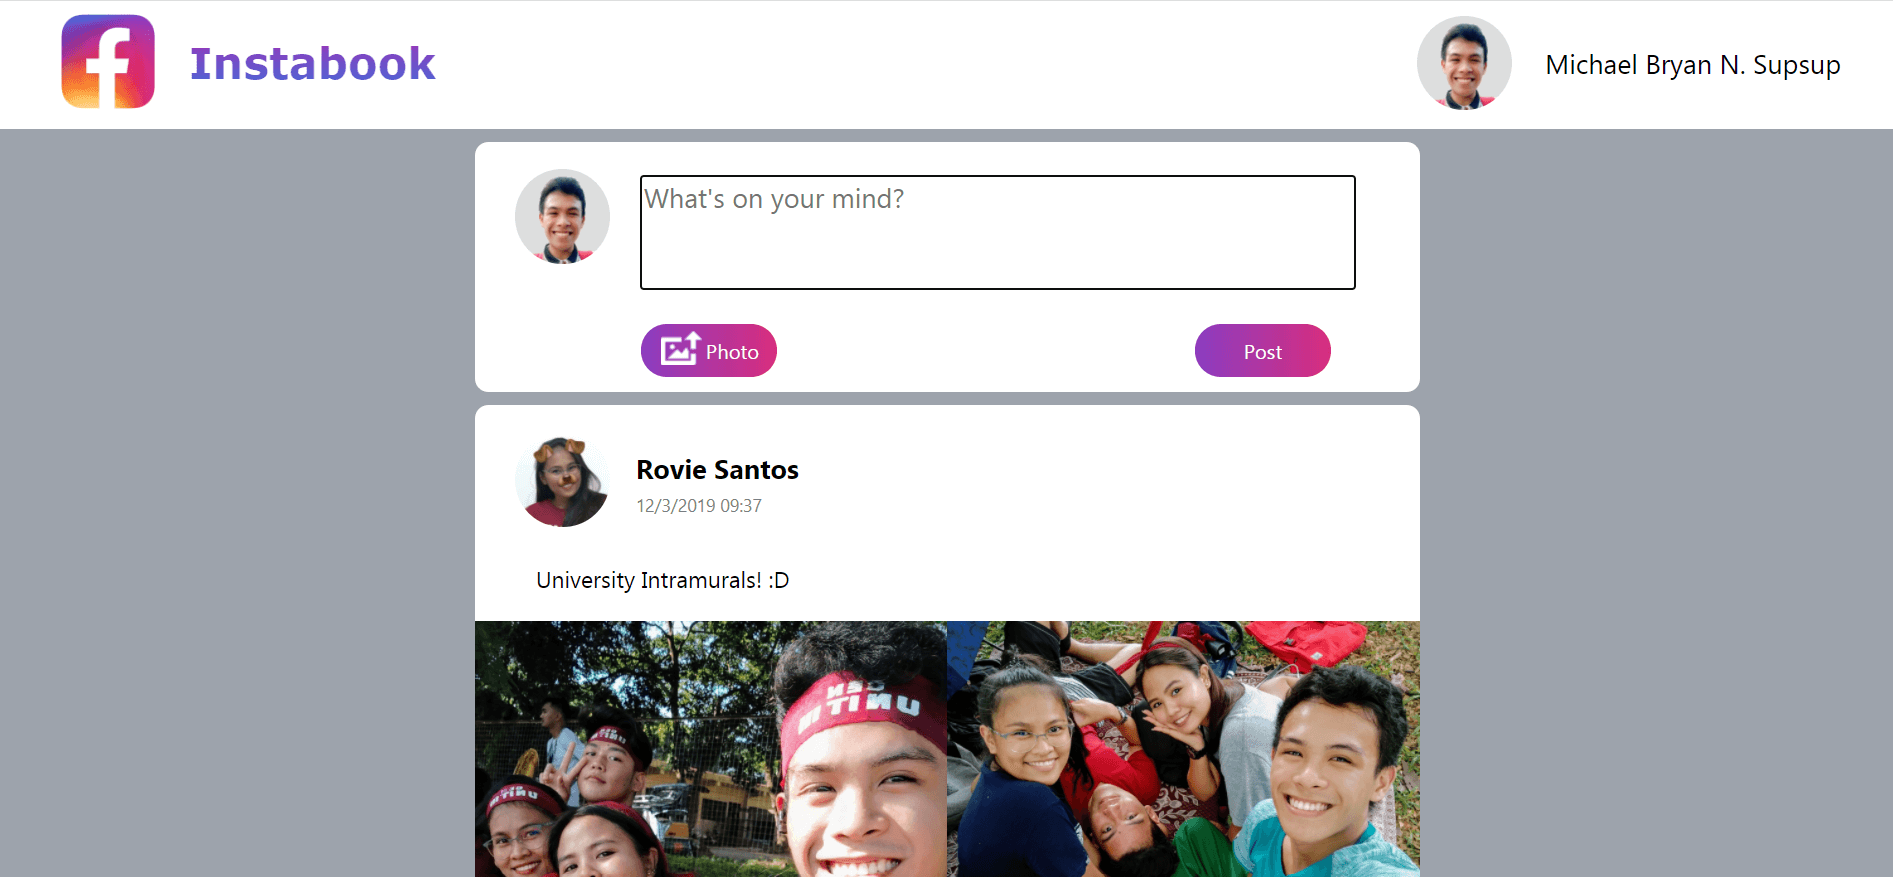 f
Instabook
Michael Bryan N. Supsup
What's on your mind?
Photo
Post
Rovie Santos
12/3/2019 09:37
University Intramurals! :D